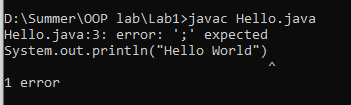 D:\Summer\OOP lab\Lab1>javac Hello.java
Hello.java:3: error: ';' expected
System.out.println("Hello World")
^
1 error